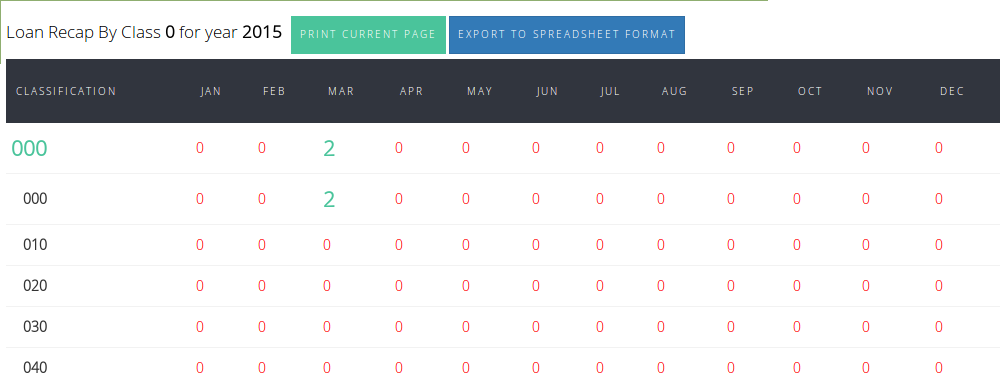 Loan Recap By Class 0 for year 2015 PRINT CURRENT PAGE EXPORT TO SPREADSHEET FORMAT
CLASSIFICATION JAN FEB MAR APR MAY JUN JUL AUG SEP OCT NOV DEC
000 0 0 2 0 0 0 0 0 0 0 0 0
000 0 0 2 0 0 0 0 0 0 0 0 0
010 0 0 0 0 0 0 0 0 0 0 0 0
020 0 0 0 0 0 0 0 0 0 0 0 0
030 0 0 0 0 0 0 0 0 0 0 0 0
040 0 0 0 0 0 0 0 0 0 0 0 0